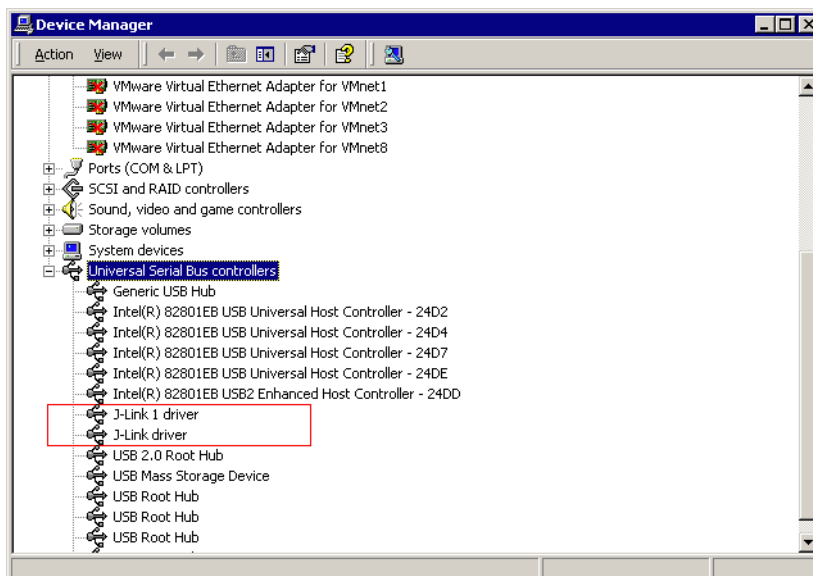 Device Manager
Action View
VMware Virtual Ethernet Adapter for VMnet1
VMware Virtual Ethernet Adapter for VMnet2
VMware Virtual Ethernet Adapter for VMnet3
VMware Virtual Ethernet Adapter for VMnet8
Ports (COM & LPT)
SCSI and RAID controllers
Sound, video and game controllers
Storage volumes
System devices
Universal Serial Bus controllers
Generic USB Hub
Intel(R) 82801EB USB Universal Host Controller - 24D2
Intel(R) 82801EB USB Universal Host Controller - 24D4
Intel(R) 82801EB USB Universal Host Controller - 24D7
Intel(R) 82801EB USB Universal Host Controller - 24DE
Intel(R) 82801EB USB2 Enhanced Host Controller - 24DD
J-Link 1 driver
J-Link driver
USB 2.0 Root Hub
USB Mass Storage Device
USB Root Hub
USB Root Hub
USB Root Hub